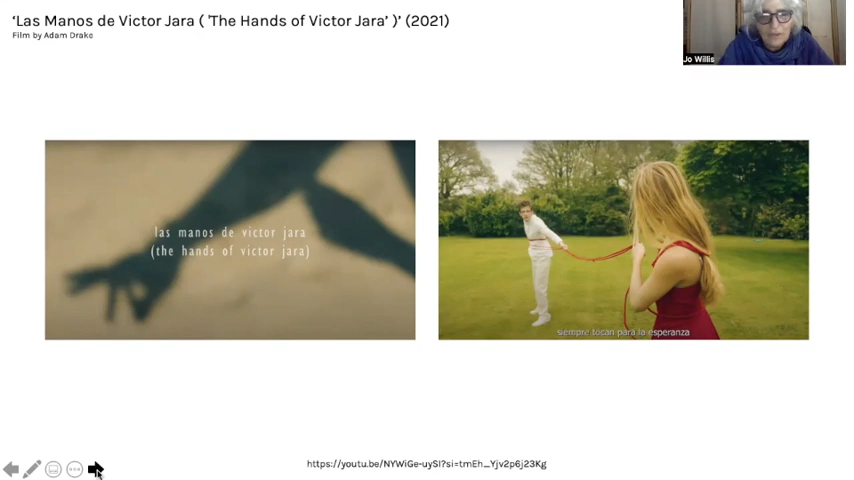 ‘Las Manos de Victor Jara ( 'The Hands of Victor Jara’ )’ (2021)
Film by Adam Drake
Jo Willis
las manos de victor jara
(the hands of victor jara)
siempre tocan para la esperanza
https://youtu.be/NYWiGe-uySI?si=tmEh_Yjv2p6j23Kg